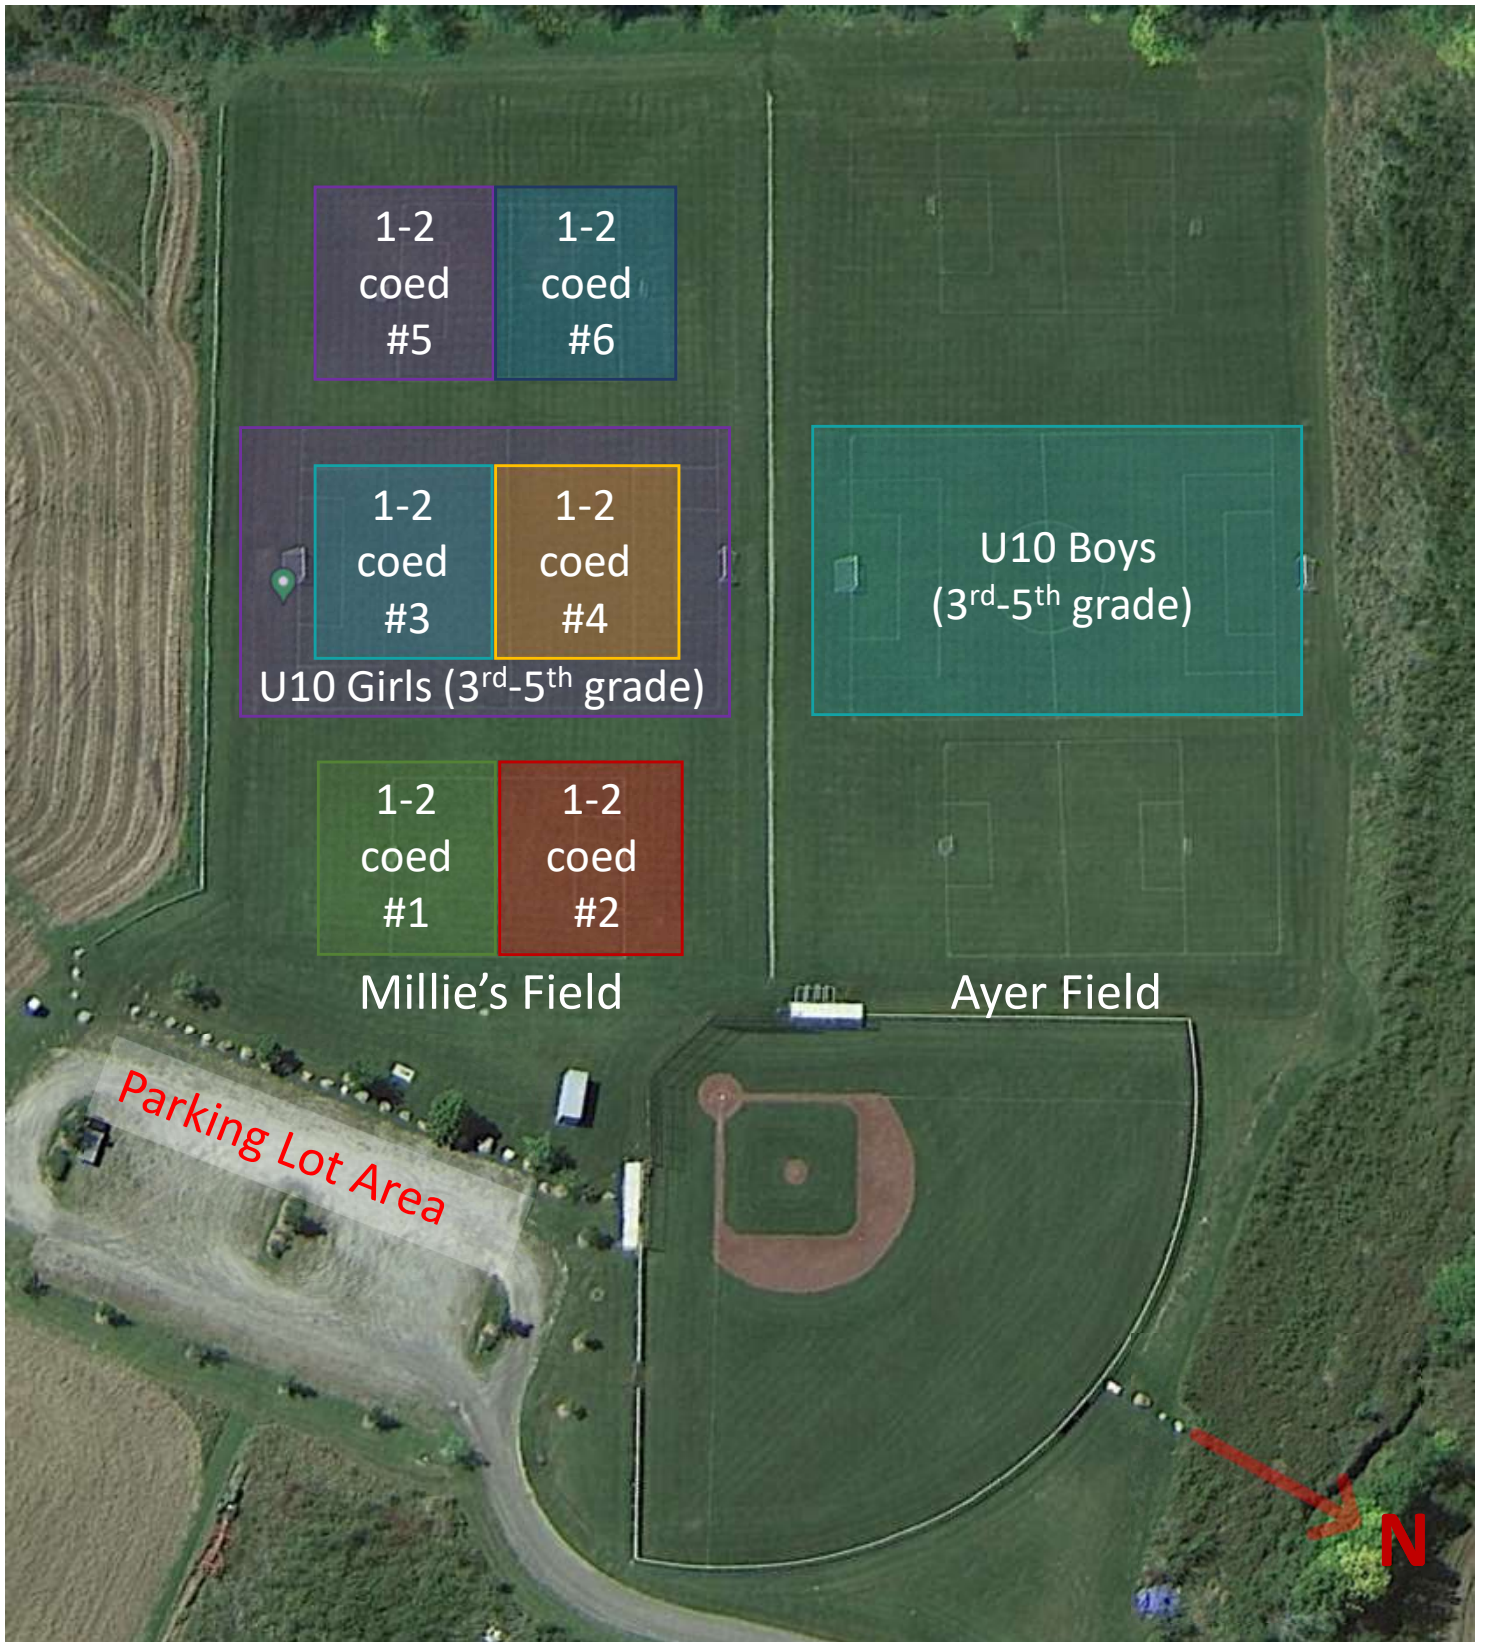 1-2
coed
#5
1-2
coed
#6
1-2
coed
#3
1-2
coed
#4
U10 Girls (3rd-5th grade)
U10 Boys
(3rd-5th grade)
1-2
coed
#1
1-2
coed
#2
Millie's Field
Ayer Field
Parking Lot Area
N